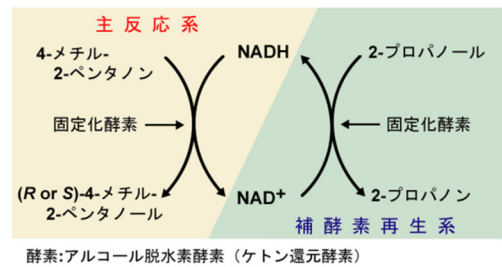 主反応系
4-メチル-
2-ペンタノン
NADH
2-プロパノール
固定化酵素
固定化酵素
(R or S)-4-メチル-
2-ペンタノール
NAD+
2-プロパノン
補酵素再生系
酵素:アルコール脱水素酵素（ケトン還元酵素）